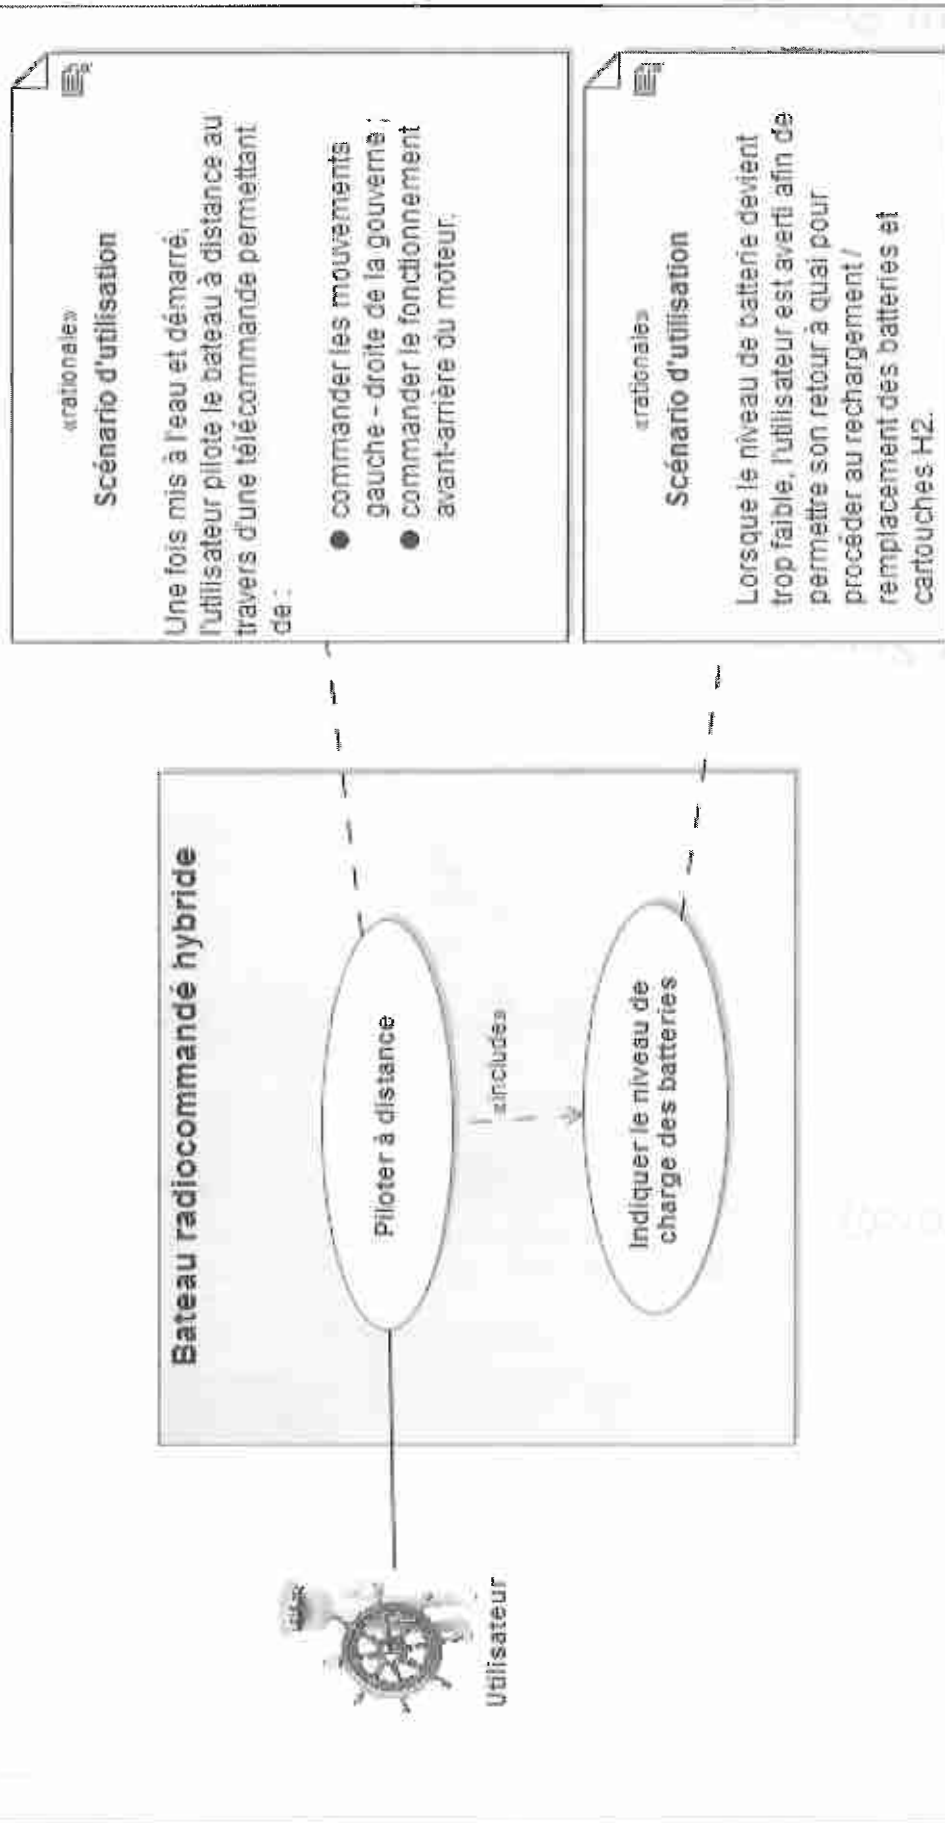 Bateau radiocommandé hybride
Utilisateur
Piloter à distance
«include»
Indiquer le niveau de
charge des batteries
«rationale»
Scénario d'utilisation
Une fois mis à l'eau et démarré,
l'utilisateur pilote le bateau à distance au
travers d'une télécommande permettant
de :
● commander les mouvements
gauche - droite de la gouverne ;
● commander le fonctionnement
avant-arrière du moteur.
«rationale»
Scénario d'utilisation
Lorsque le niveau de batterie devient
trop faible, l'utilisateur est averti afin de
permettre son retour à quai pour
procéder au rechargement /
remplacement des batteries et
cartouches H2.